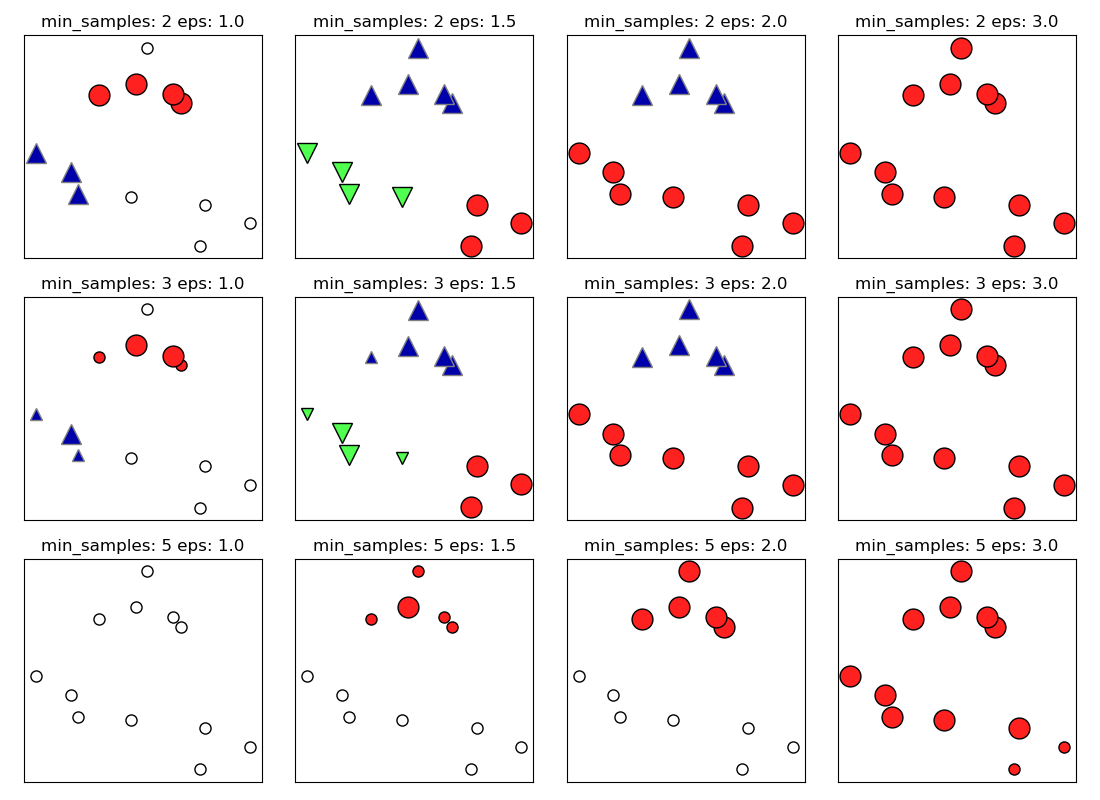 min_samples: 2 eps: 1.0
min_samples: 2 eps: 1.5
min_samples: 2 eps: 2.0
min_samples: 2 eps: 3.0
min_samples: 3 eps: 1.0
min_samples: 3 eps: 1.5
min_samples: 3 eps: 2.0
min_samples: 3 eps: 3.0
min_samples: 5 eps: 1.0
min_samples: 5 eps: 1.5
min_samples: 5 eps: 2.0
min_samples: 5 eps: 3.0